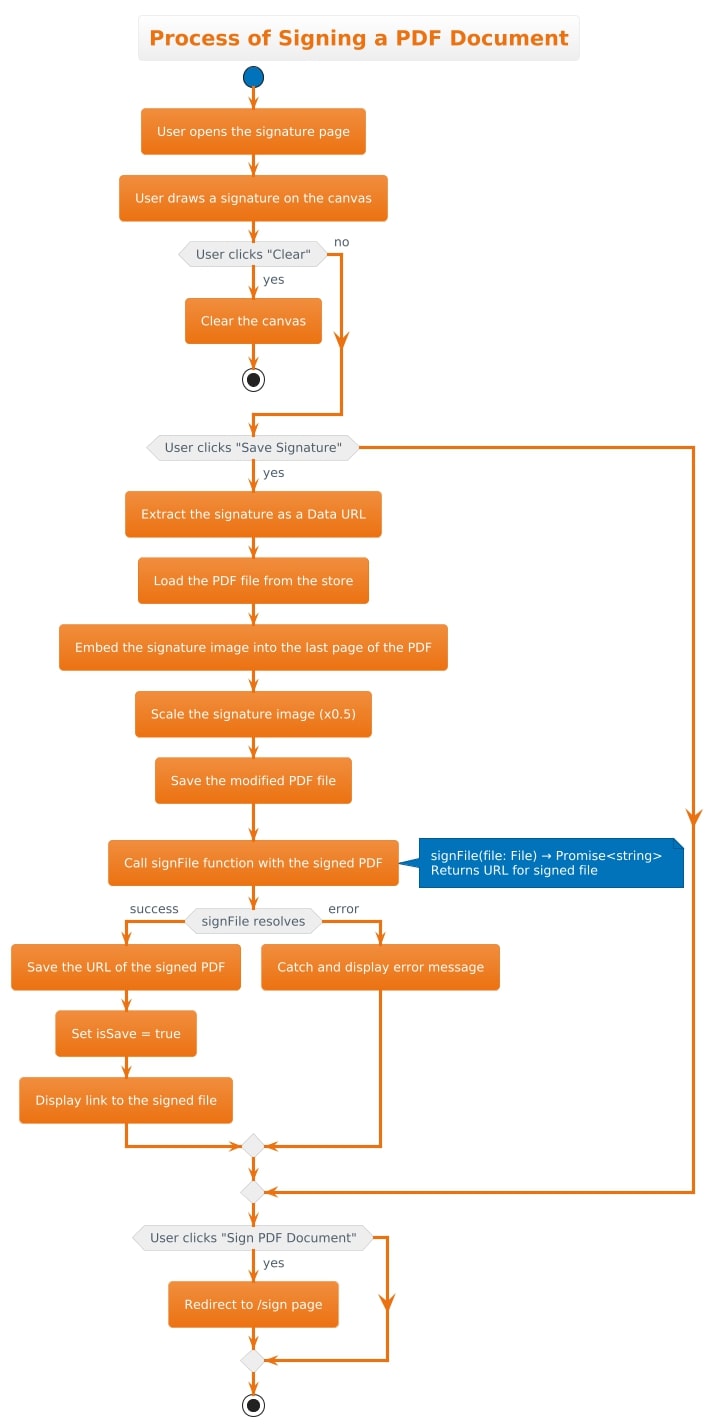 Process of Signing a PDF Document
User opens the signature page
User draws a signature on the canvas
User clicks "Clear"
no
yes
Clear the canvas
User clicks "Save Signature"
yes
Extract the signature as a Data URL
Load the PDF file from the store
Embed the signature image into the last page of the PDF
Scale the signature image (x0.5)
Save the modified PDF file
Call signFile function with the signed PDF
signFile(file: File) → Promise<string>
Returns URL for signed file
success
signFile resolves
error
Save the URL of the signed PDF
Catch and display error message
Set isSave = true
Display link to the signed file
User clicks "Sign PDF Document"
yes
Redirect to /sign page